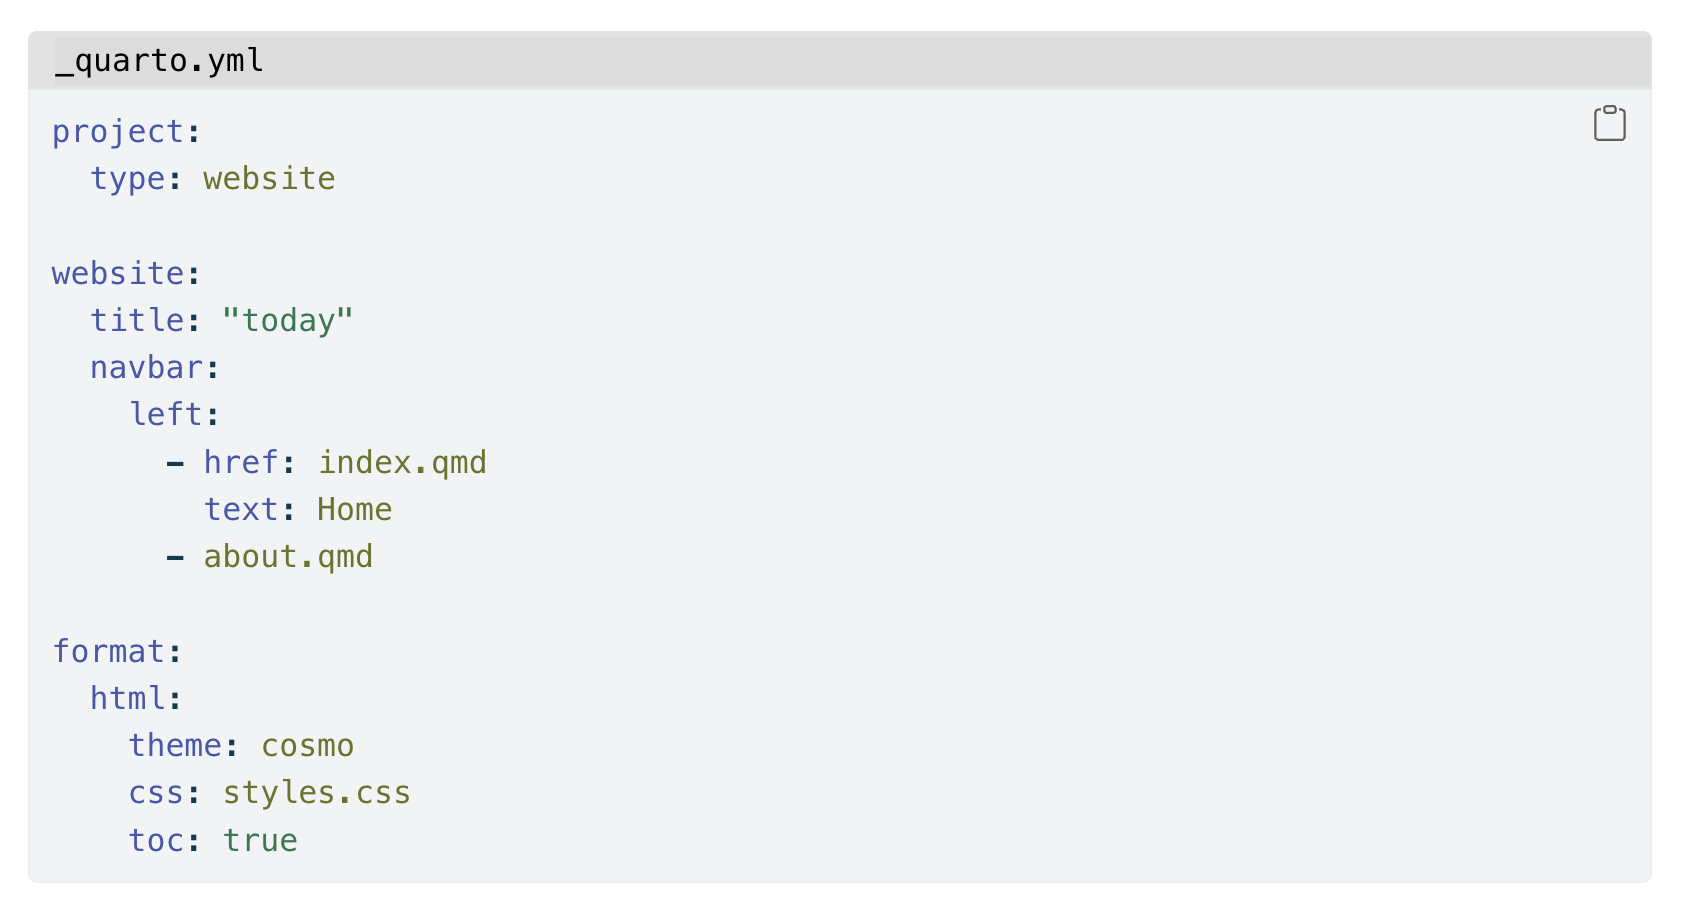 _quarto.yml
project:
  type: website
website:
  title: "today"
  navbar:
    left:
      - href: index.qmd
        text: Home
      - about.qmd
format:
  html:
    theme: cosmo
    css: styles.css
    toc: true